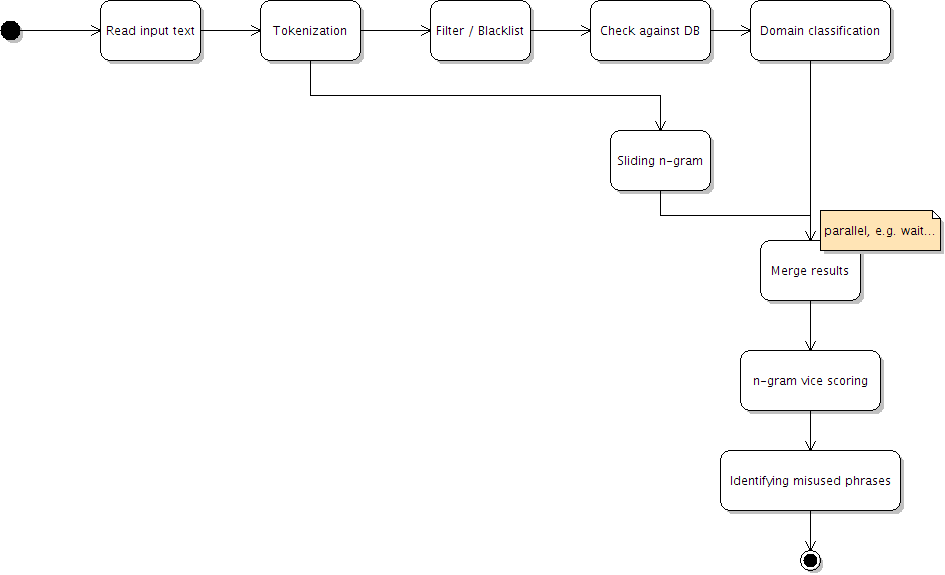 Read input text
Tokenization
Filter / Blacklist
Check against DB
Domain classification
Sliding n-gram
parallel, e.g. wait...
Merge results
n-gram vice scoring
Identifying misused phrases